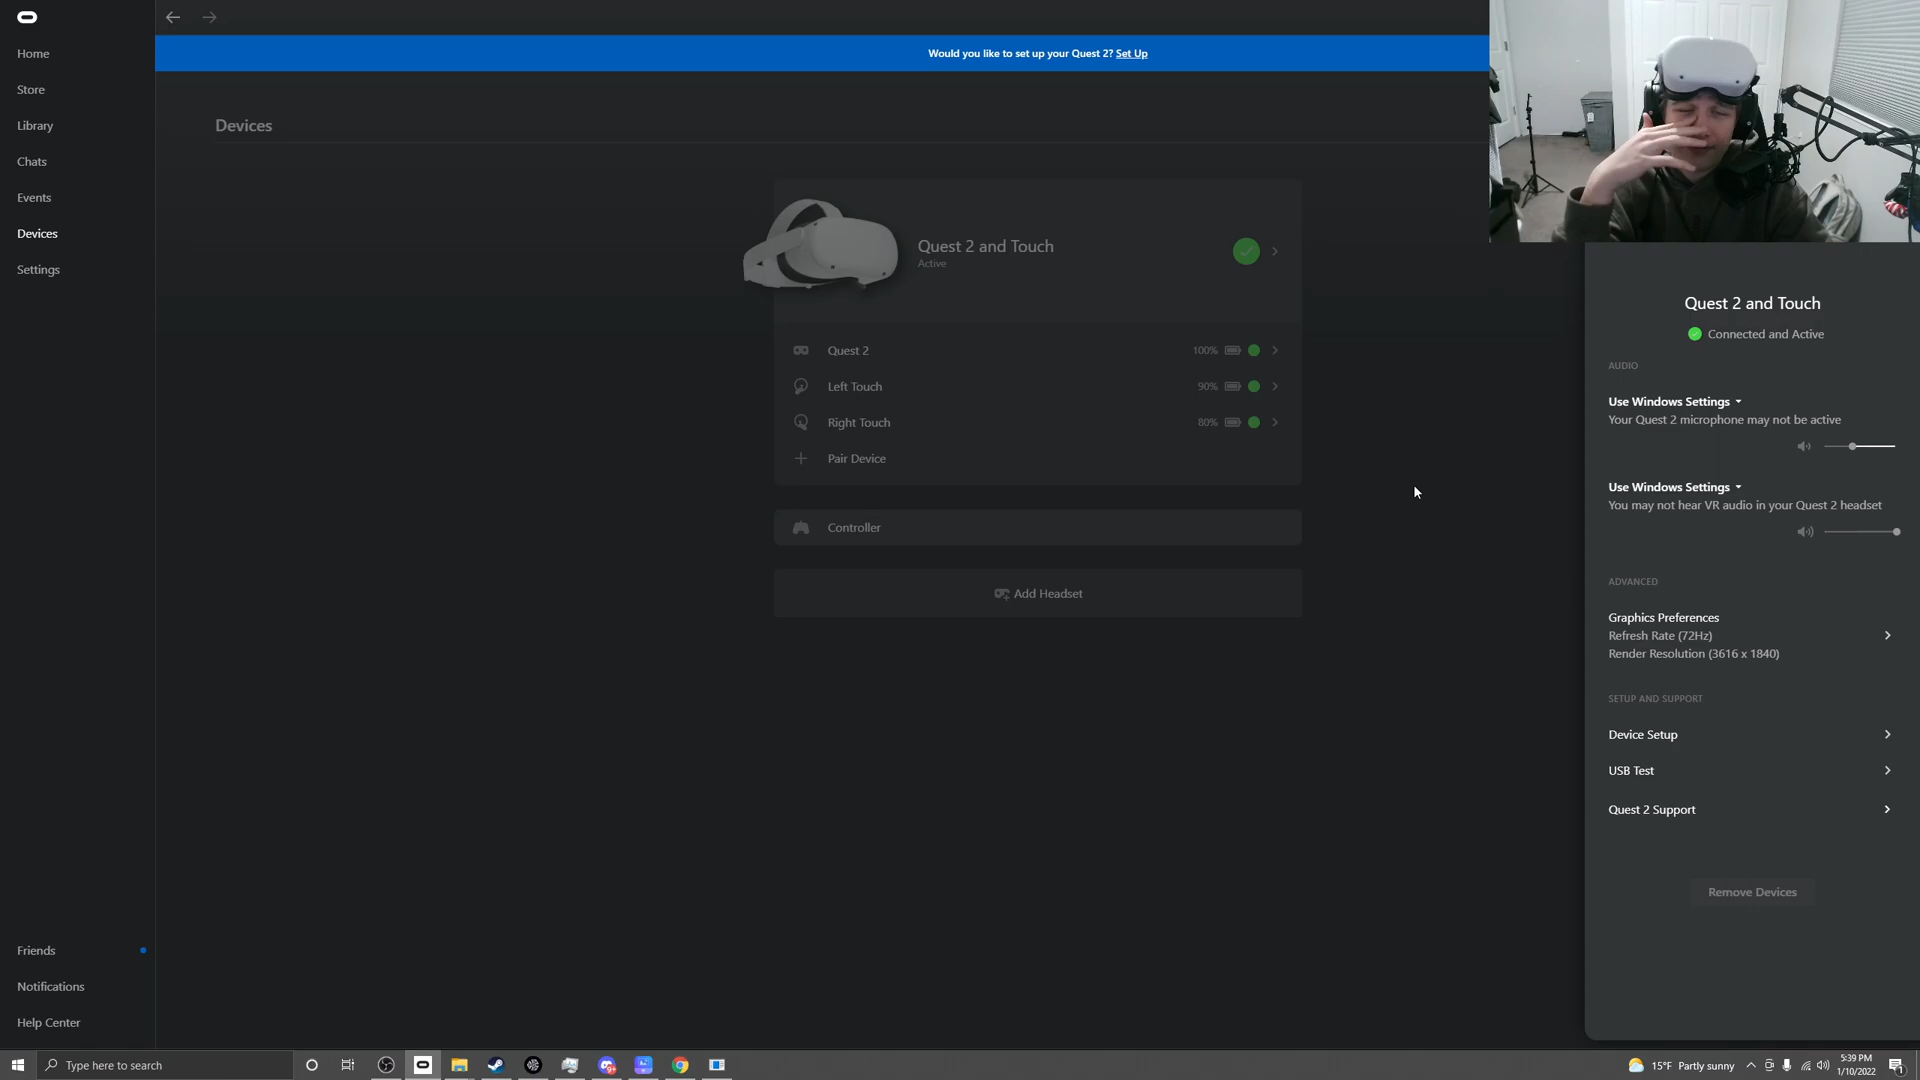 Would you like to set up your Quest 2? Set Up
Home
Store
Library
Chats
Events
Devices
Settings
Friends
Notifications
Help Center
Devices
Quest 2 and Touch
Active
Quest 2
100%
Left Touch
90%
Right Touch
80%
Pair Device
Controller
Add Headset
Quest 2 and Touch
Connected and Active
AUDIO
Use Windows Settings
Your Quest 2 microphone may not be active
Use Windows Settings
You may not hear VR audio in your Quest 2 headset
ADVANCED
Graphics Preferences
Refresh Rate (72Hz)
Render Resolution (3616 x 1840)
SETUP AND SUPPORT
Device Setup
USB Test
Quest 2 Support
Remove Devices
Type here to search
9+
15°F Partly sunny
5:39 PM
1/10/2022
1